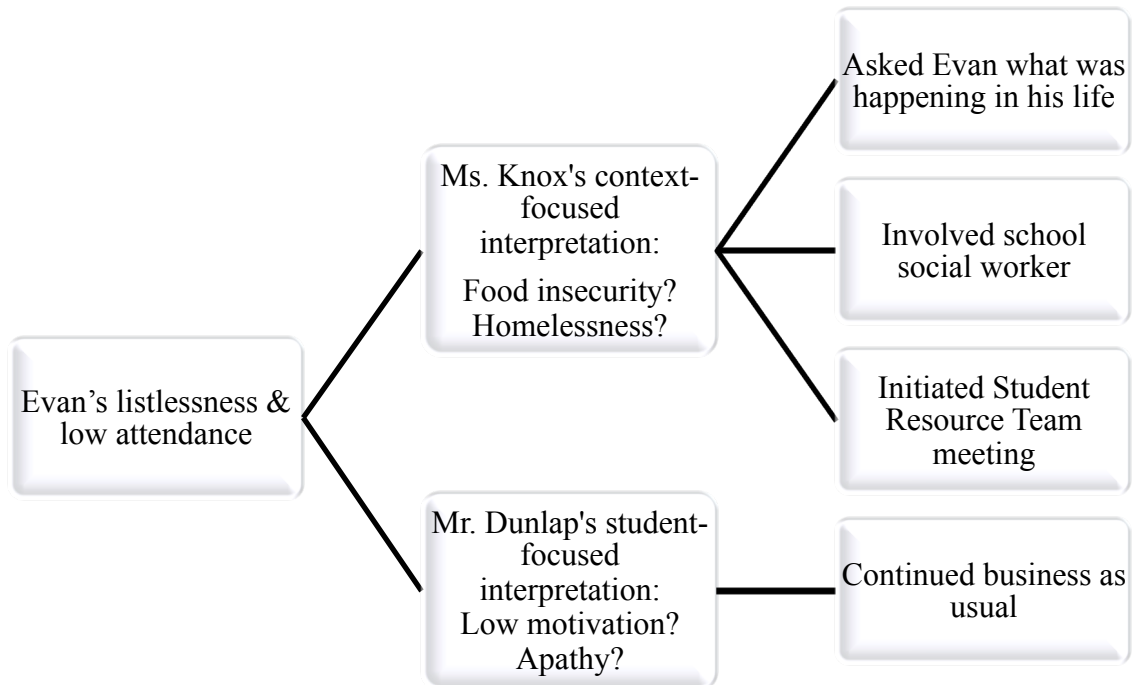 Evan’s listlessness &
low attendance
Ms. Knox's context-
focused
interpretation:
Food insecurity?
Homelessness?
Asked Evan what was
happening in his life
Involved school
social worker
Initiated Student
Resource Team
meeting
Mr. Dunlap's student-
focused
interpretation:
Low motivation?
Apathy?
Continued business as
usual